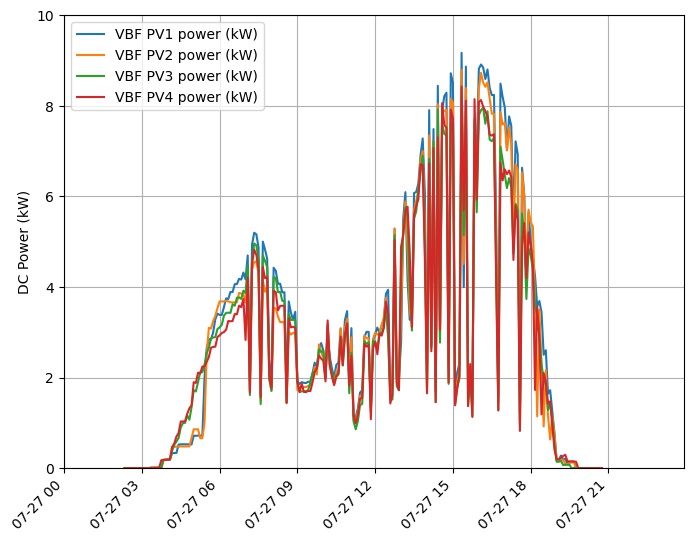 10
8
6
4
2
0
DC Power (kW)
VBF PV1 power (kW)
VBF PV2 power (kW)
VBF PV3 power (kW)
VBF PV4 power (kW)
07-27 00
07-27 03
07-27 06
07-27 09
07-27 12
07-27 15
07-27 18
07-27 21